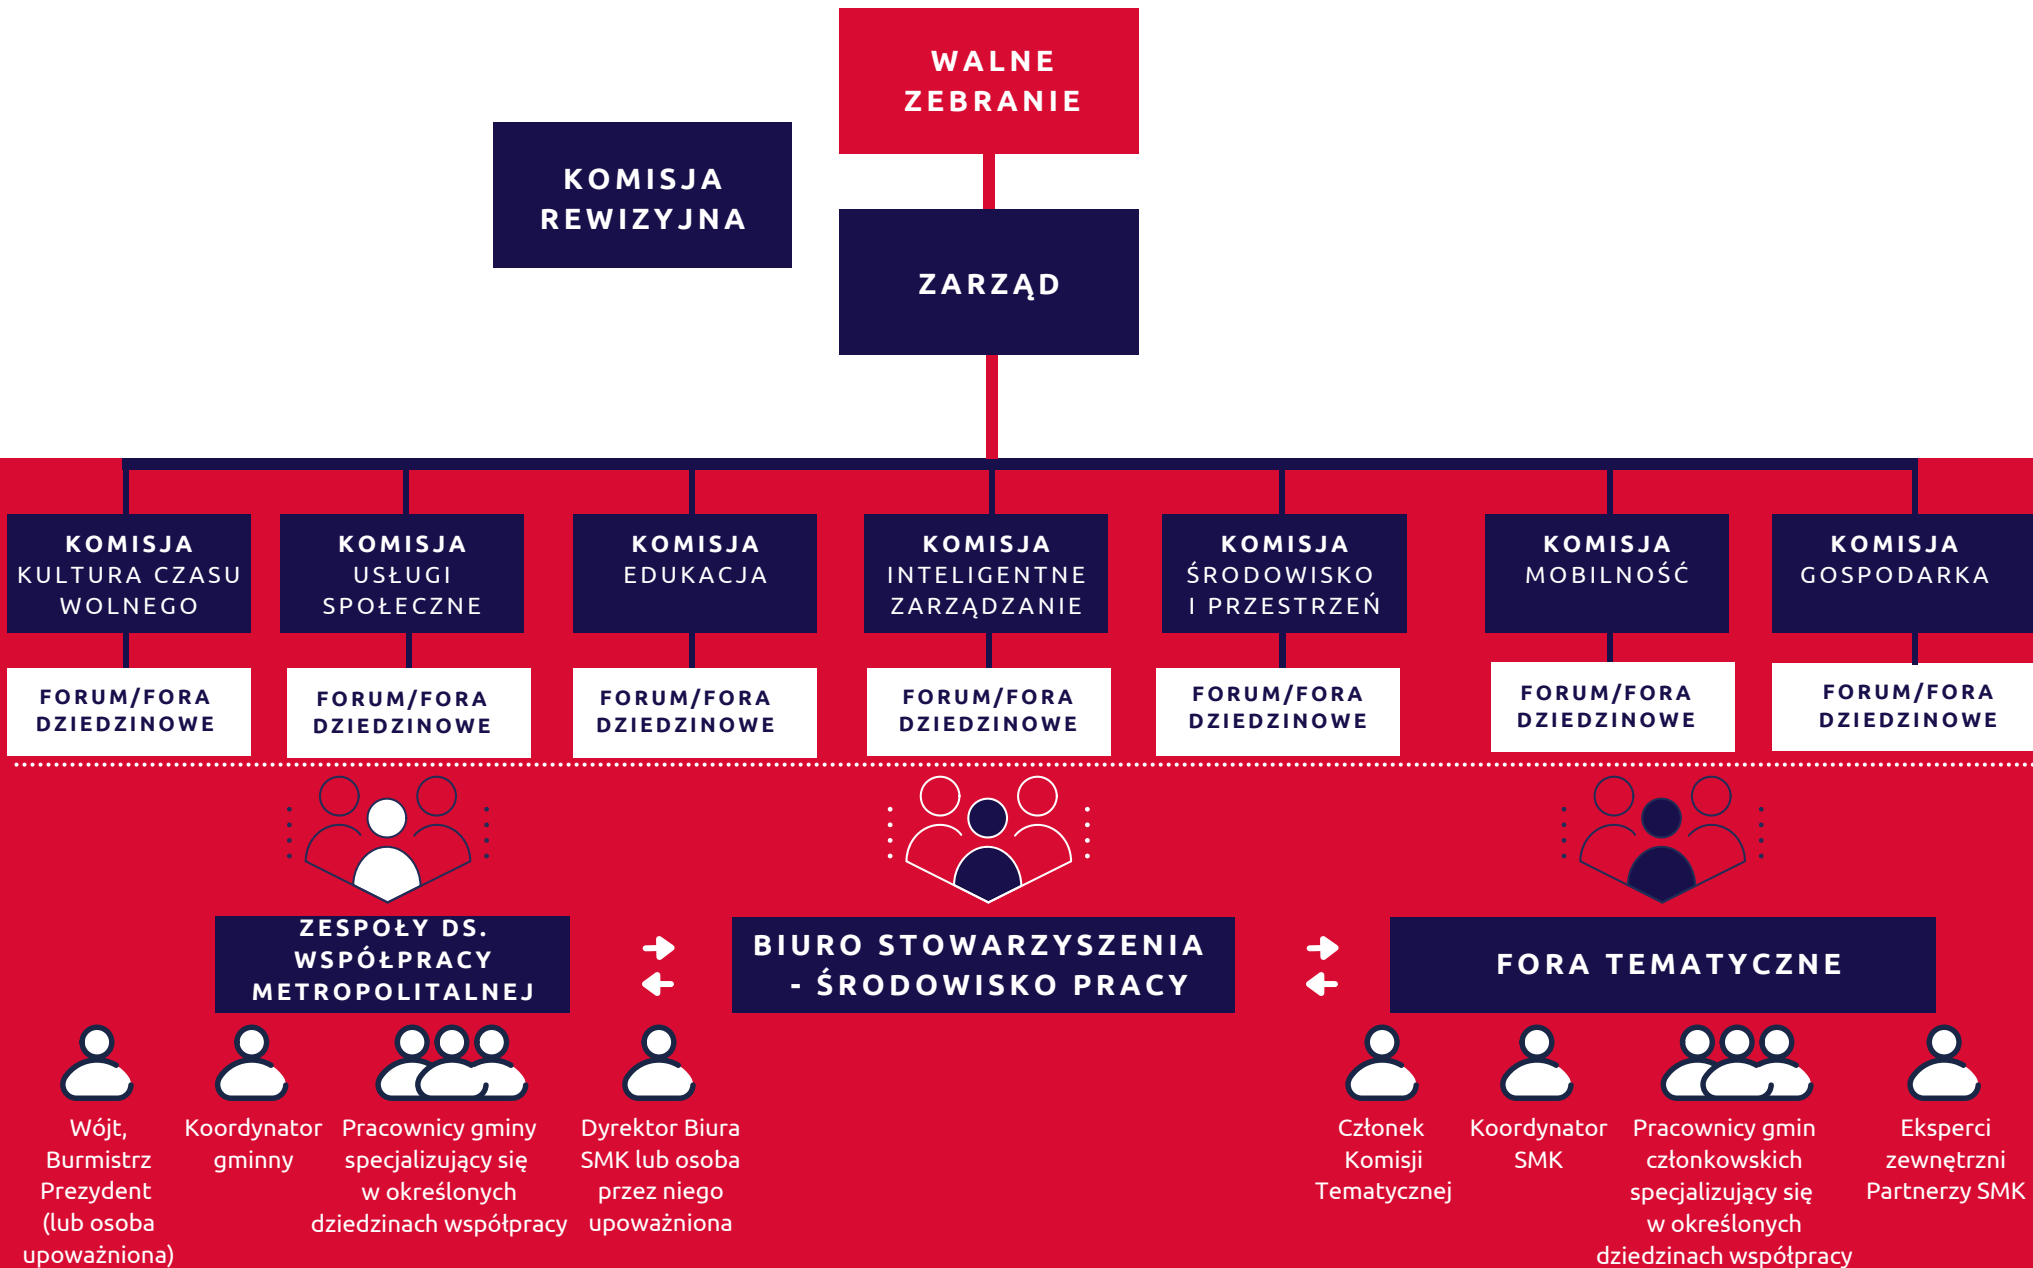 WALNE
ZEBRANIE
KOMISJA
REWIZYJNA
ZARZĄD
KOMISJA
KULTURA CZASU
WOLNEGO
KOMISJA
USŁUGI
SPOŁECZNE
KOMISJA
EDUKACJA
KOMISJA
INTELIGENTNE
ZARZĄDZANIE
KOMISJA
ŚRODOWISKO
I PRZESTRZEŃ
KOMISJA
MOBILNOŚĆ
KOMISJA
GOSPODARKA
FORUM/FORA
DZIEDZINOWE
FORUM/FORA
DZIEDZINOWE
FORUM/FORA
DZIEDZINOWE
FORUM/FORA
DZIEDZINOWE
FORUM/FORA
DZIEDZINOWE
FORUM/FORA
DZIEDZINOWE
FORUM/FORA
DZIEDZINOWE
ZESPOŁY DS.
WSPÓŁPRACY
METROPOLITALNEJ
BIURO STOWARZYSZENIA
- ŚRODOWISKO PRACY
FORA TEMATYCZNE
Wójt,
Burmistrz
Prezydent
(lub osoba
upoważniona)
Koordynator
gminny
Pracownicy gminy
specjalizujący się
w określonych
dziedzinach współpracy
Dyrektor Biura
SMK lub osoba
przez niego
upoważniona
Członek
Komisji
Tematycznej
Koordynator
SMK
Pracownicy gmin
członkowskich
specjalizujący się
w określonych
dziedzinach współpracy
Eksperci
zewnętrzni
Partnerzy SMK